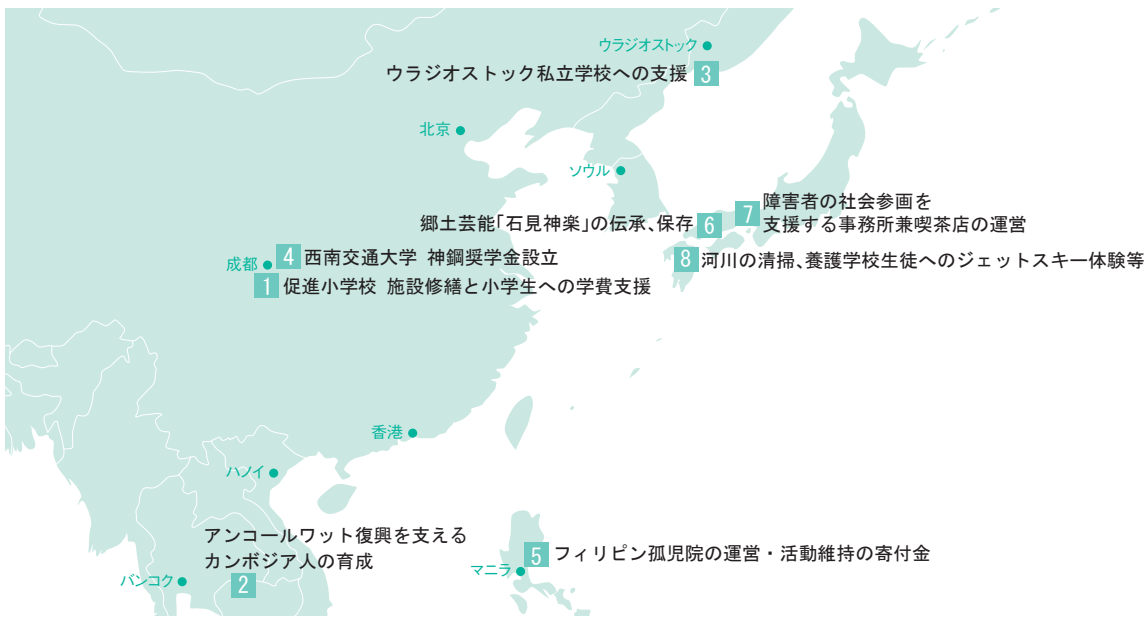 ウラジオストック
ウラジオストック私立学校への支援 3
北京
ソウル
7 障害者の社会参画を
支援する事務所兼喫茶店の運営
郷土芸能「石見神楽」の伝承、保存 6
成都
4 西南交通大学 神鋼奨学金設立
8 河川の清掃、養護学校生徒へのジェットスキー体験等
1 促進小学校 施設修繕と小学生への学費支援
香港
ハノイ
アンコールワット復興を支える
カンボジア人の育成
2
バンコク
マニラ
5 フィリピン孤児院の運営・活動維持の寄付金